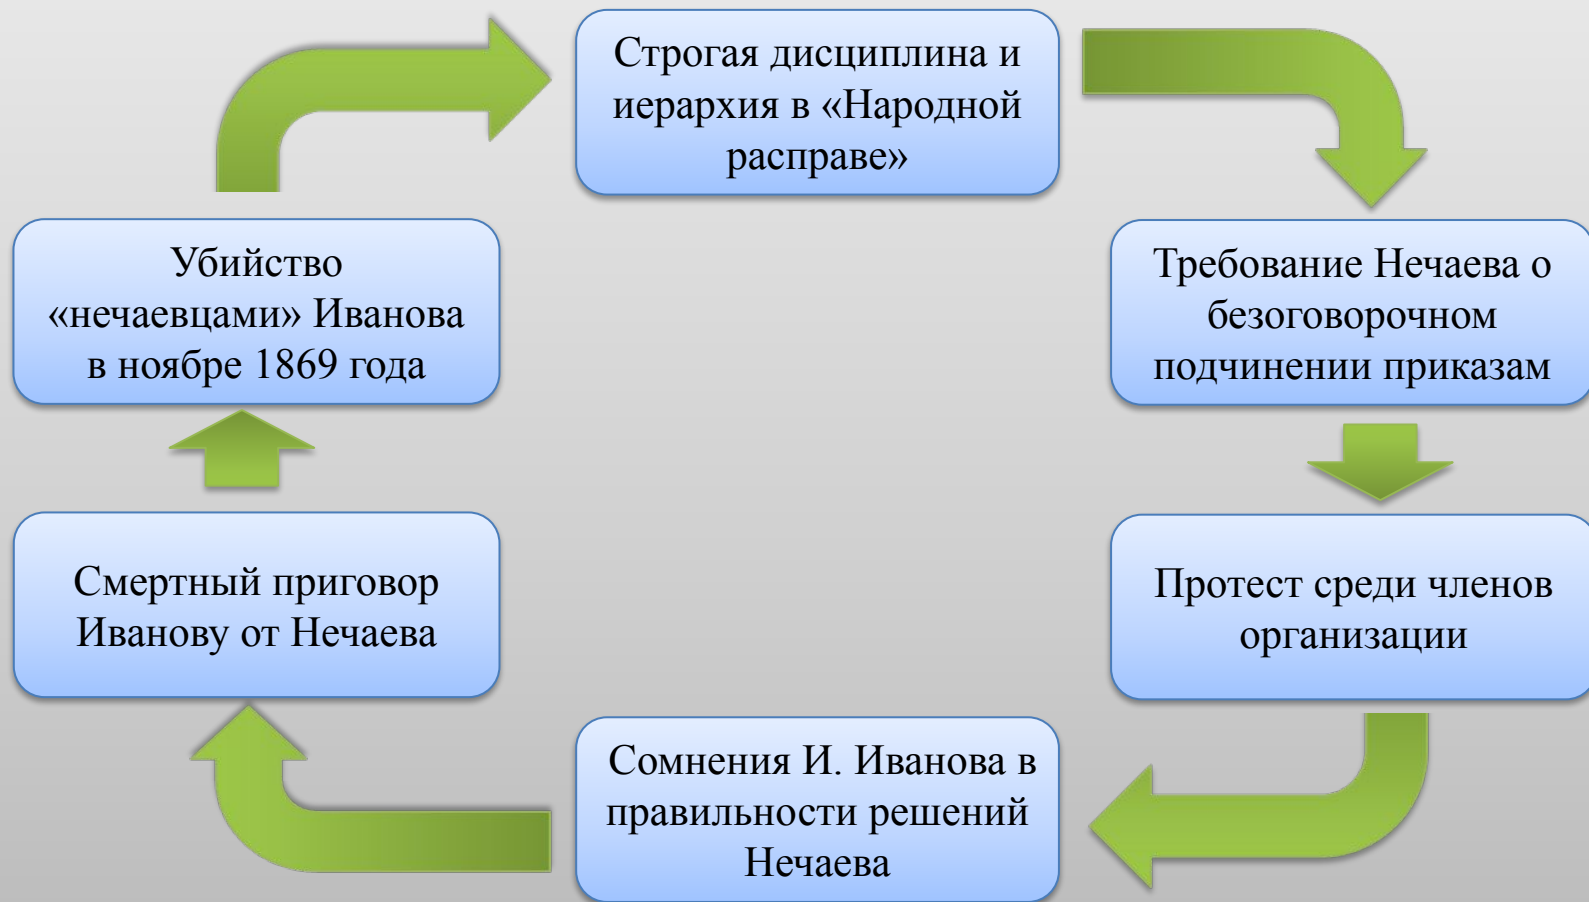 Строгая дисциплина и
иерархия в «Народной
расправе»
Требование Нечаева о
безоговорочном
подчинении приказам
Протест среди членов
организации
Сомнения И. Иванова в
правильности решений
Нечаева
Смертный приговор
Иванову от Нечаева
Убийство
«нечаевцами» Иванова
в ноябре 1869 года